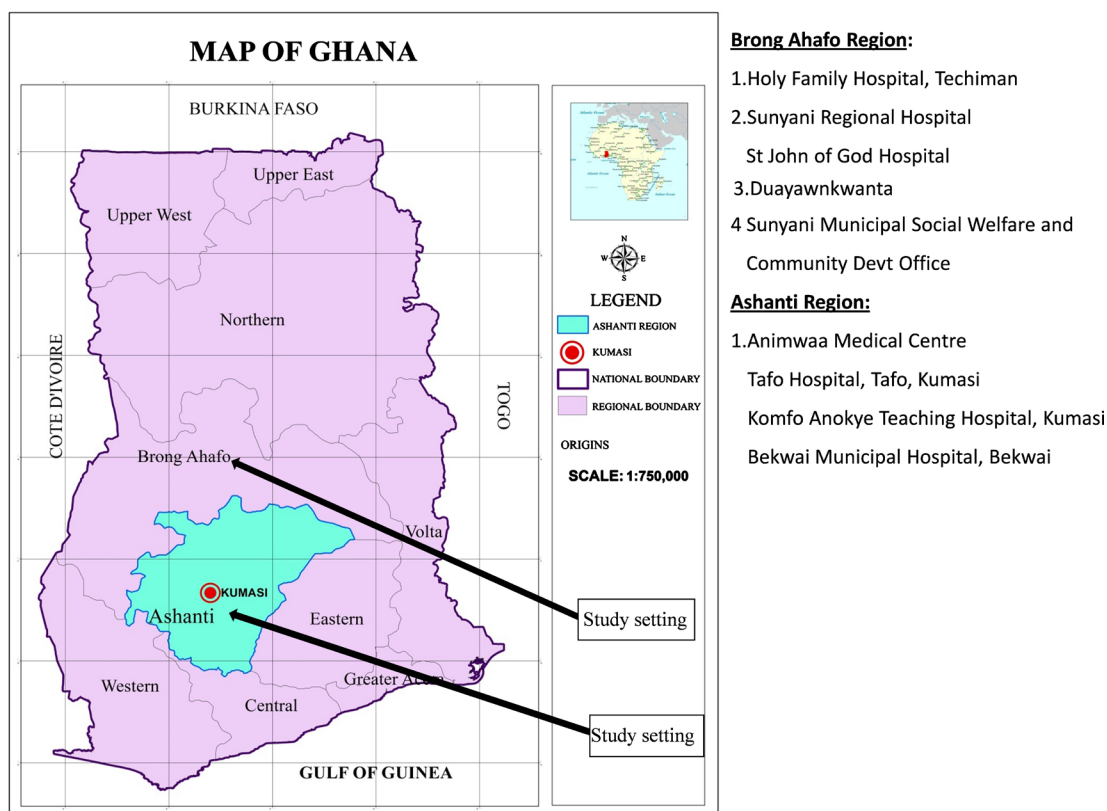 MAP OF GHANA
BURKINA FASO
Upper East
Upper West
Northern
COTE D'IVOIRE
TOGO
Brong Ahafo
Volta
KUMASI
Ashanti
Eastern
Western
Greater Accra
Central
GULF OF GUINEA
N
W E
S
LEGEND
ASHANTI REGION
KUMASI
NATIONAL BOUNDARY
REGIONAL BOUNDARY
ORIGINS
SCALE: 1:750,000
Study setting
Study setting
Brong Ahafo Region:
1.Holy Family Hospital, Techiman
2.Sunyani Regional Hospital
St John of God Hospital
3.Duayawnkwanta
4 Sunyani Municipal Social Welfare and
Community Devt Office
Ashanti Region:
1.Animwaa Medical Centre
Tafo Hospital, Tafo, Kumasi
Komfo Anokye Teaching Hospital, Kumasi
Bekwai Municipal Hospital, Bekwai